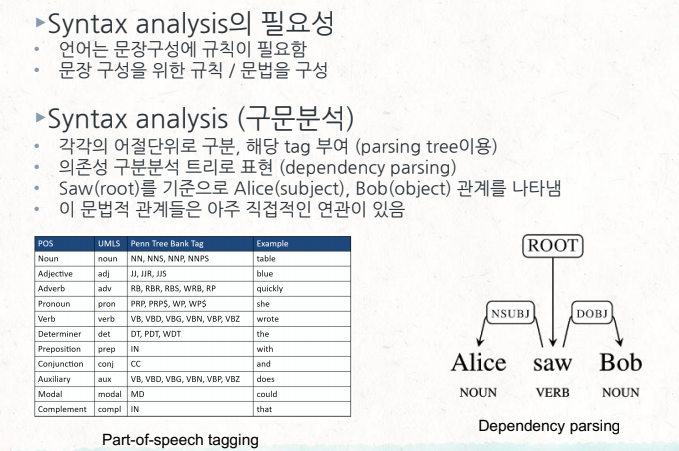 ▸Syntax analysis의 필요성
• 언어는 문장구성에 규칙이 필요함
• 문장 구성을 위한 규칙 / 문법을 구성
▸Syntax analysis (구문분석)
• 각각의 어절단위로 구분, 해당 tag 부여 (parsing tree이용)
• 의존성 구분분석 트리로 표현 (dependency parsing)
• Saw(root)를 기준으로 Alice(subject), Bob(object) 관계를 나타냄
• 이 문법적 관계들은 아주 직접적인 연관이 있음
POS UMLS Penn Tree Bank Tag Example
Noun noun NN, NNS, NNP, NNPS table
Adjective adj JJ, JJR, JJS blue
Adverb adv RB, RBR, RBS, WRB, RP quickly
Pronoun pron PRP, PRP$, WP, WP$ she
Verb verb VB, VBD, VBG, VBN, VBP, VBZ wrote
Determiner det DT, PDT, WDT the
Preposition prep IN with
Conjunction conj CC and
Auxiliary aux VB, VBD, VBG, VBN, VBP, VBZ does
Modal modal MD could
Complement compl IN that
Part-of-speech tagging
ROOT
NSUBJ DOBJ
Alice saw Bob
NOUN VERB NOUN
Dependency parsing